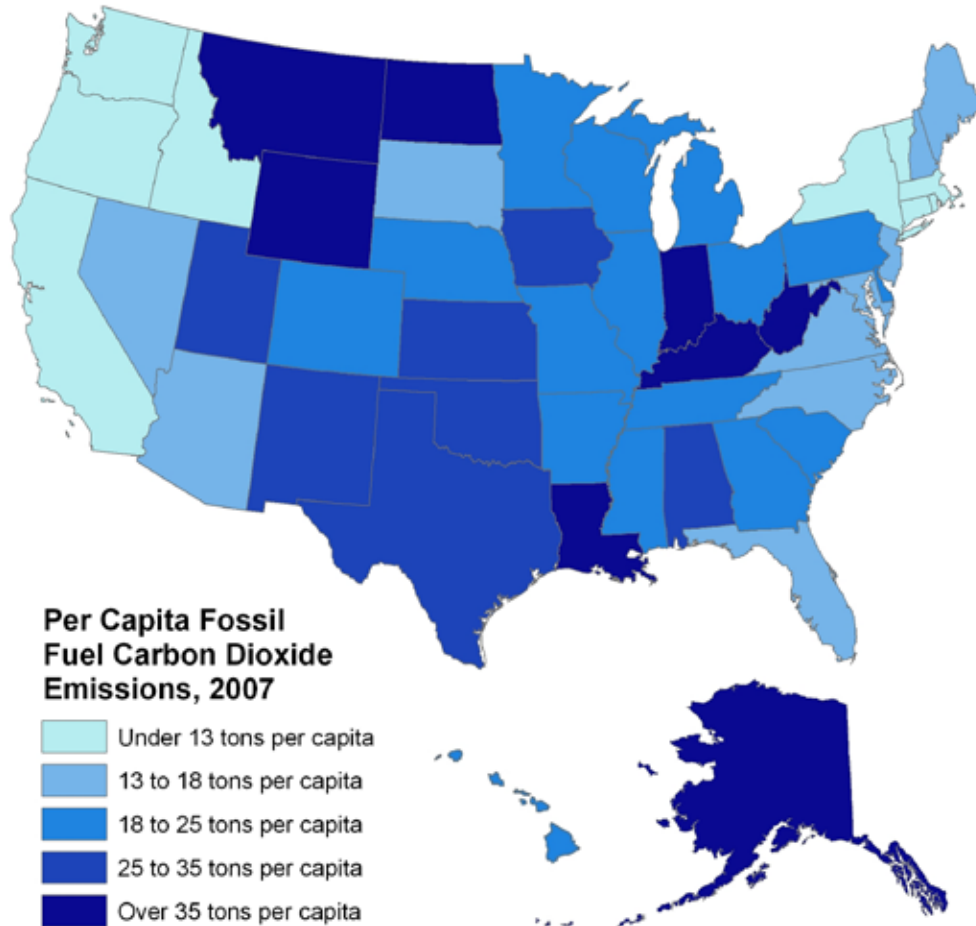 Per Capita Fossil
Fuel Carbon Dioxide
Emissions, 2007
Under 13 tons per capita
13 to 18 tons per capita
18 to 25 tons per capita
25 to 35 tons per capita
Over 35 tons per capita